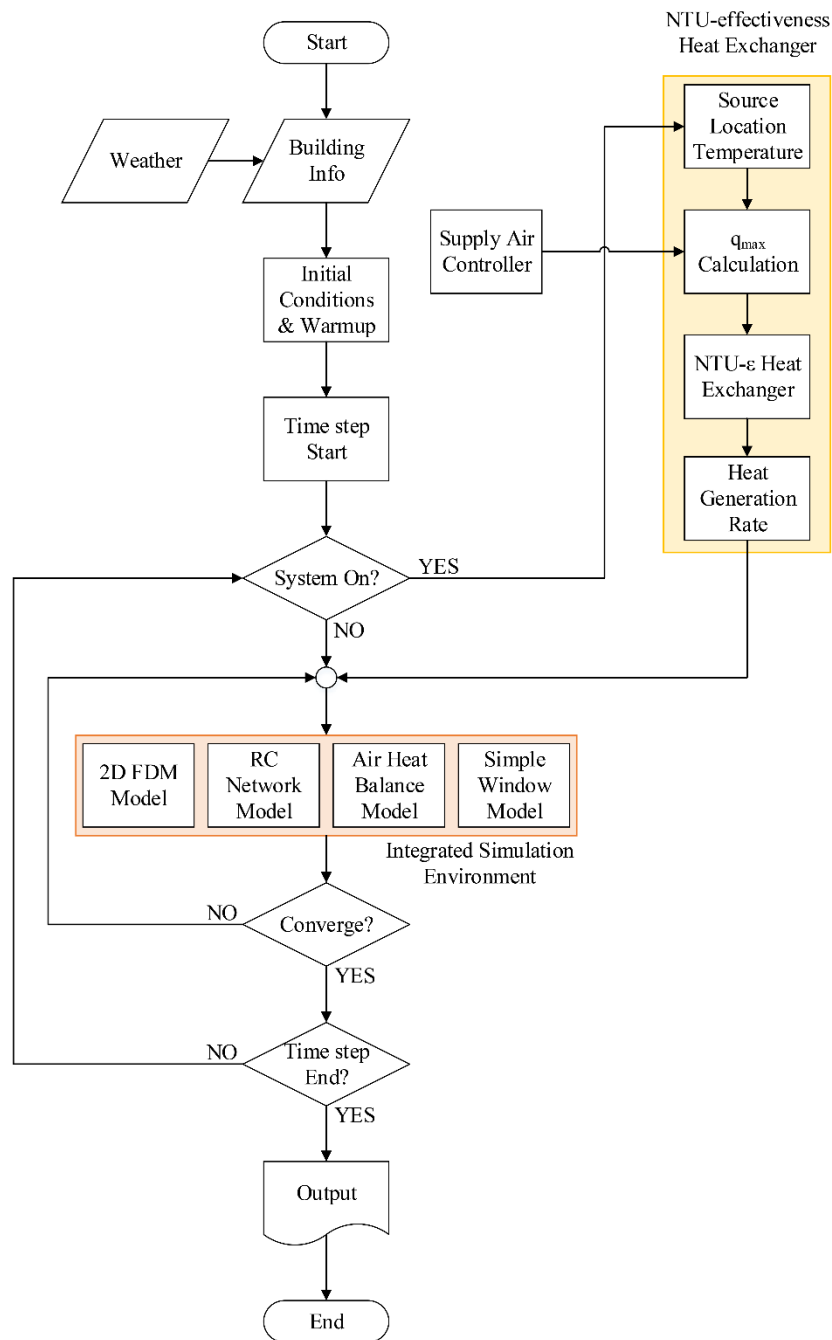 NTU-effectiveness
Heat Exchanger
Start
Source
Location
Temperature
Weather
Building
Info
Supply Air
Controller
qmax
Calculation
Initial
Conditions
& Warmup
NTU-ε Heat
Exchanger
Time step
Start
Heat
Generation
Rate
System On?
YES
NO
2D FDM
Model
RC
Network
Model
Air Heat
Balance
Model
Simple
Window
Model
Integrated Simulation
Environment
NO
Converge?
YES
NO
Time step
End?
YES
Output
End